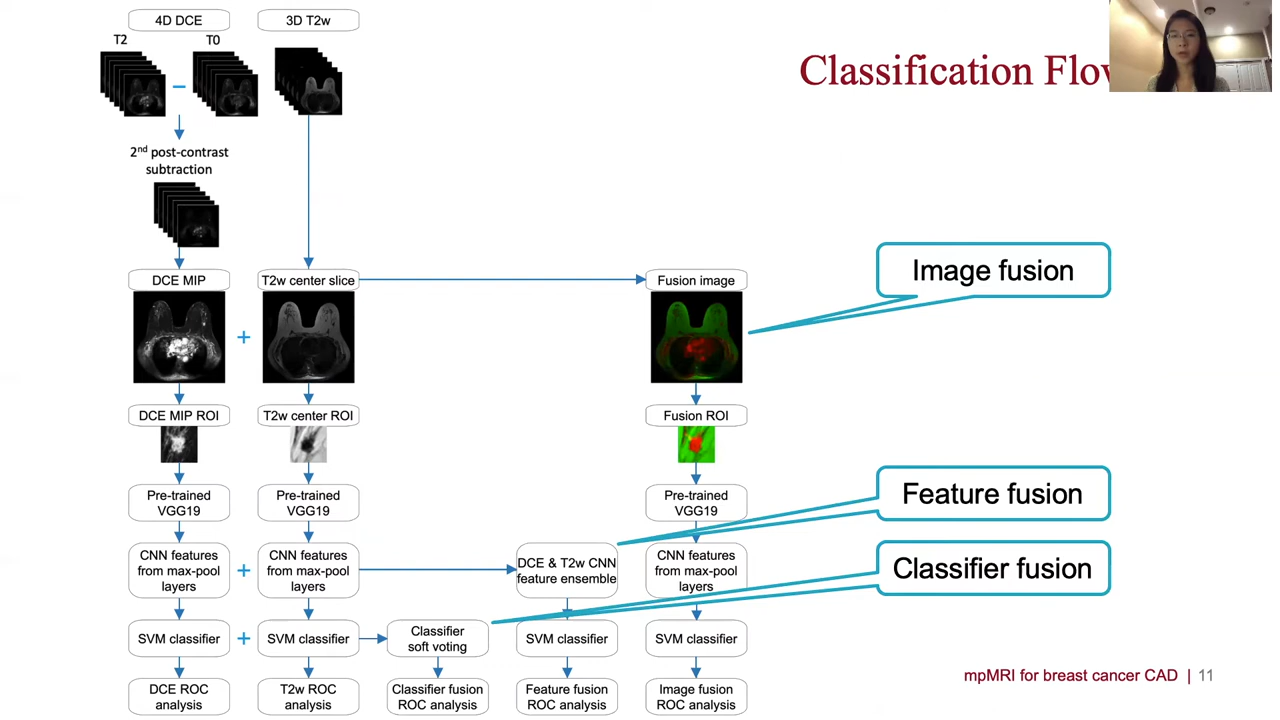 4D DCE
3D T2w
T2
T0
Classification Flow
2nd post-contrast
subtraction
DCE MIP
T2w center slice
Fusion image
Image fusion
DCE MIP ROI
T2w center ROI
Fusion ROI
Pre-trained
VGG19
Pre-trained
VGG19
Pre-trained
VGG19
Feature fusion
CNN features
from max-pool
layers
CNN features
from max-pool
layers
DCE & T2w CNN
feature ensemble
CNN features
from max-pool
layers
Classifier fusion
SVM classifier
SVM classifier
Classifier
soft voting
SVM classifier
SVM classifier
DCE ROC
analysis
T2w ROC
analysis
Classifier fusion
ROC analysis
Feature fusion
ROC analysis
Image fusion
ROC analysis
mpMRI for breast cancer CAD | 11